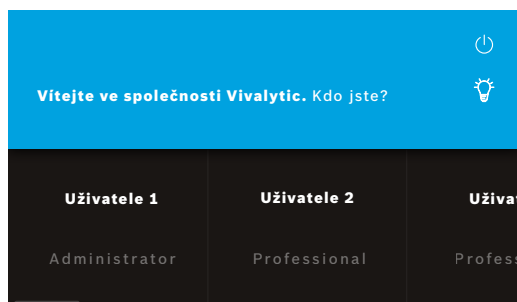 Vítejte ve společnosti Vivalytic. Kdo jste?
Uživatele 1 Uživatele 2
Administrator Professional